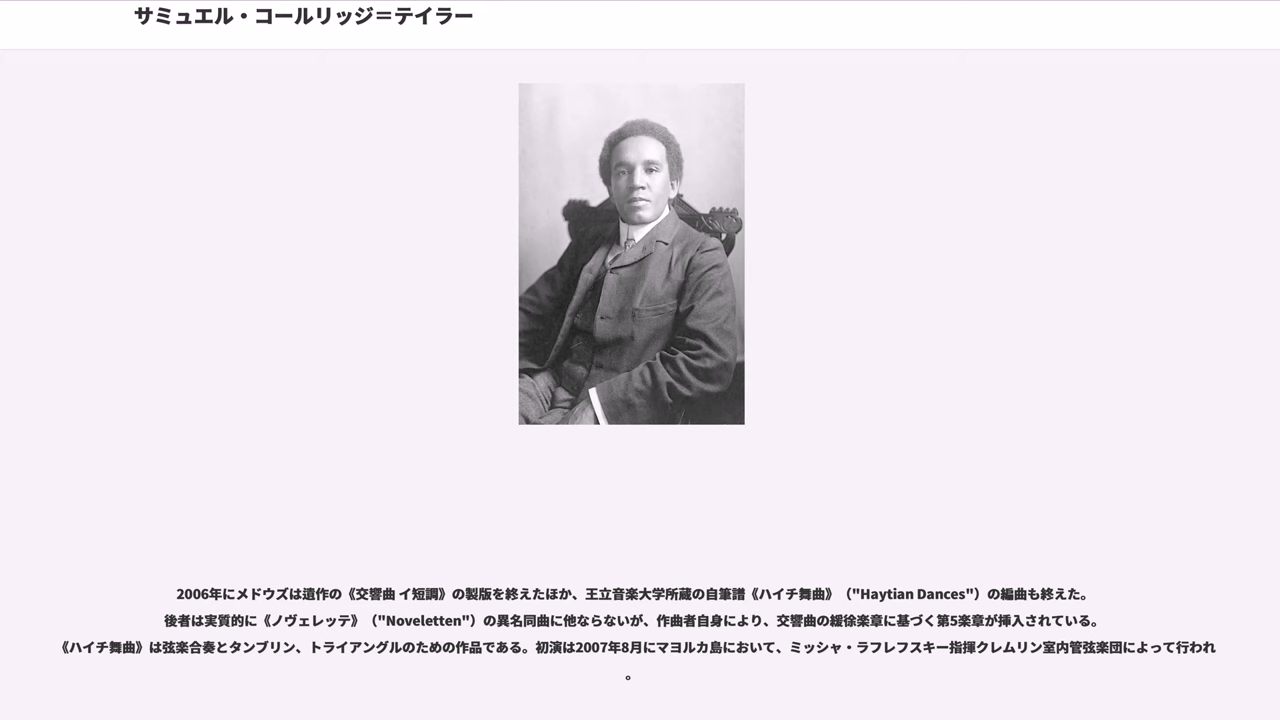 サミュエル・コールリッジ＝テイラー
2006年にメドウズは遺作の《交響曲 イ短調》の製版を終えたほか、王立音楽大学所蔵の自筆譜《ハイチ舞曲》（"Haytian Dances"）の編曲も終えた。
後者は実質的に《ノヴェレッテ》（"Noveletten"）の異名同曲に他ならないが、作曲者自身により、交響曲の緩徐楽章に基づく第5楽章が挿入されている。
《ハイチ舞曲》は弦楽合奏とタンブリン、トライアングルのための作品である。初演は2007年8月にマヨルカ島において、ミッシャ・ラフレフスキー指揮クレムリン室内管弦楽団によって行われ
。